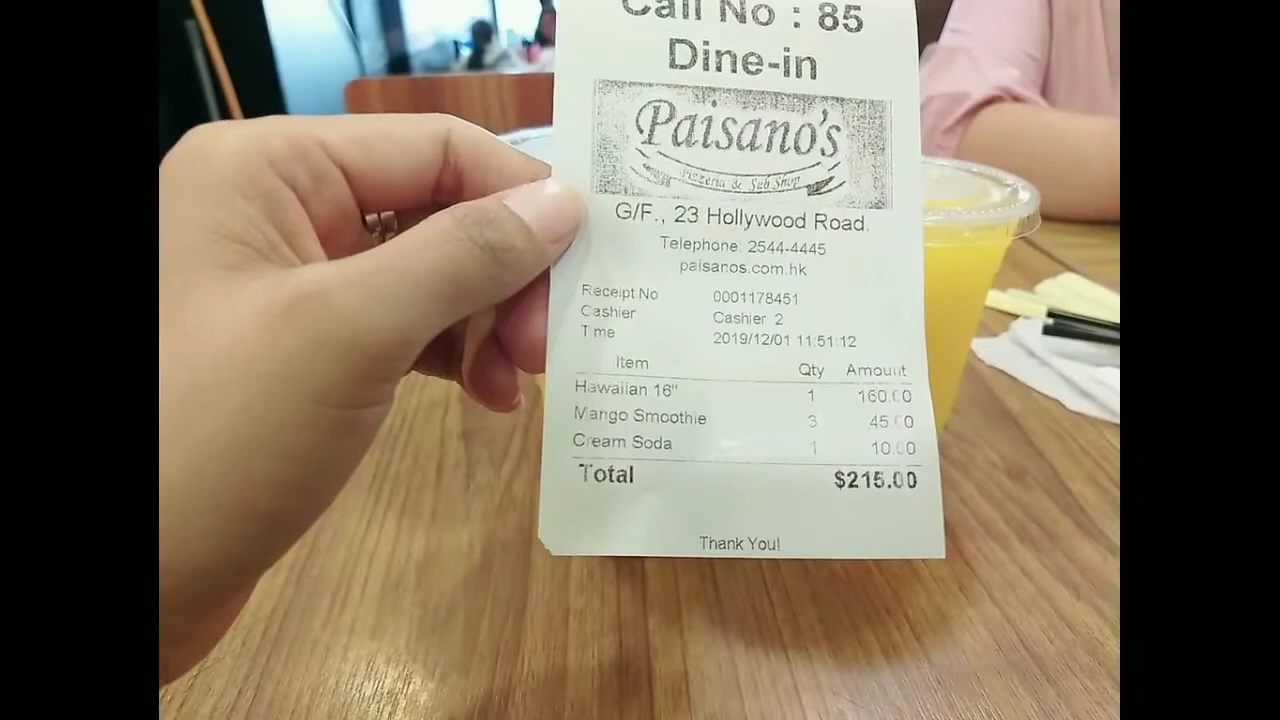 Call No : 85
Dine-in
Paisano's
Pizzeria & Sub Shop
G/F., 23 Hollywood Road.
Telephone: 2544-4445
paisanos.com.hk
Receipt No 0001178451
Cashier Cashier 2
Time 2019/12/01 11:51:12
Item Qty Amount
Hawaiian 16" 1 160.00
Mango Smoothie 3 45.00
Cream Soda 1 10.00
Total $215.00
Thank You!